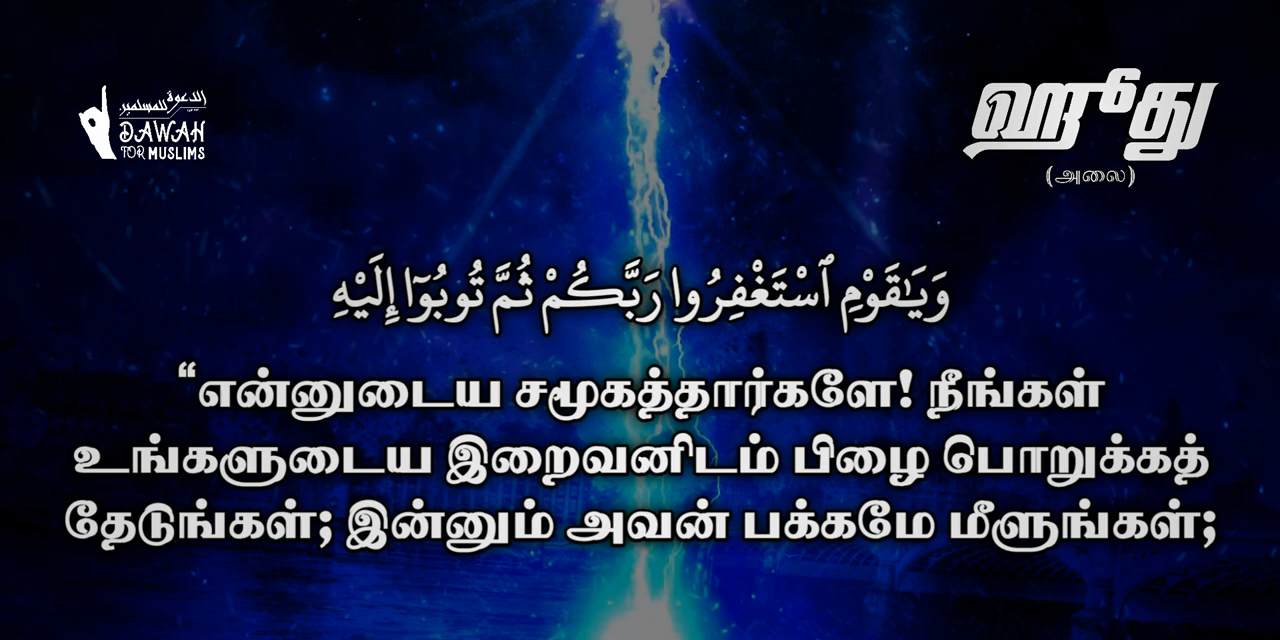 الدعوة للمسلمين
DAWAH
FOR MUSLIMS
ஹூது
(அலை)
وَيَـٰقَوْمِ ٱسْتَغْفِرُوا رَبَّكُمْ ثُمَّ تُوبُوٓا إِلَيْهِ
“என்னுடைய சமூகத்தார்களே! நீங்கள்
உங்களுடைய இறைவனிடம் பிழை பொறுக்கத்
தேடுங்கள்; இன்னும் அவன் பக்கமே மீளுங்கள்;